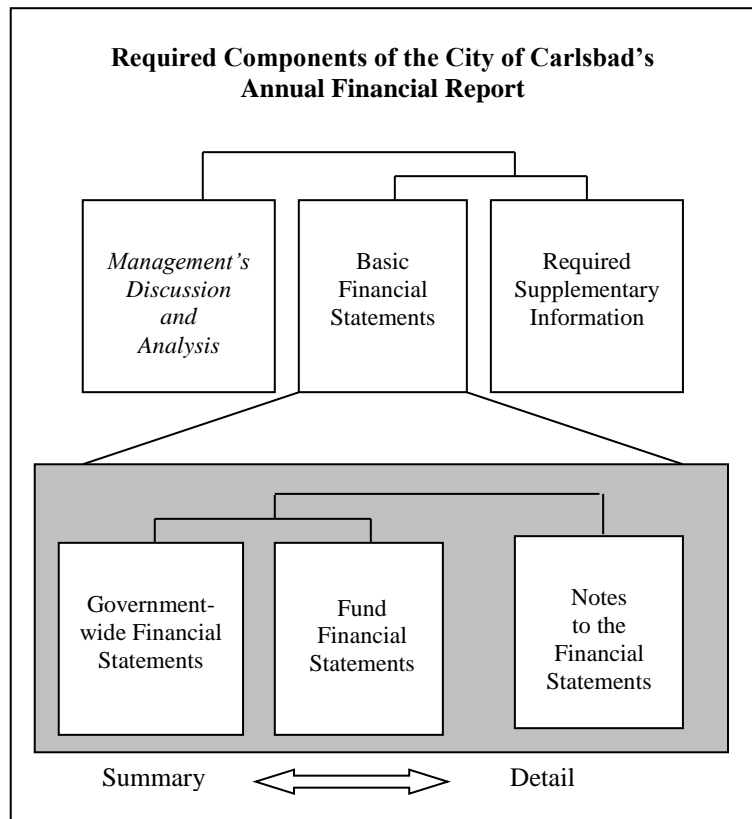 Required Components of the City of Carlsbad’s
Annual Financial Report
Management’s
Discussion
and
Analysis
Basic
Financial
Statements
Required
Supplementary
Information
Government-
wide Financial
Statements
Fund
Financial
Statements
Notes
to the
Financial
Statements
Summary
Detail